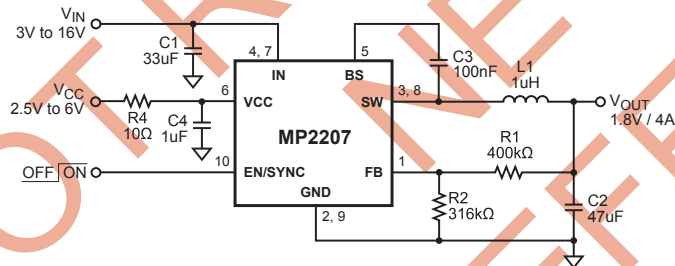 VIN
3V to 16V
C1
33uF
4, 7
IN
5
BS
C3
100nF
L1
1uH
VCC
2.5V to 6V
R4
10Ω
C4
1uF
6
VCC
3, 8
SW
VOUT
1.8V / 4A
MP2207
OFF ON
10
EN/SYNC
1
FB
R1
400kΩ
GND
2, 9
R2
316kΩ
C2
47uF